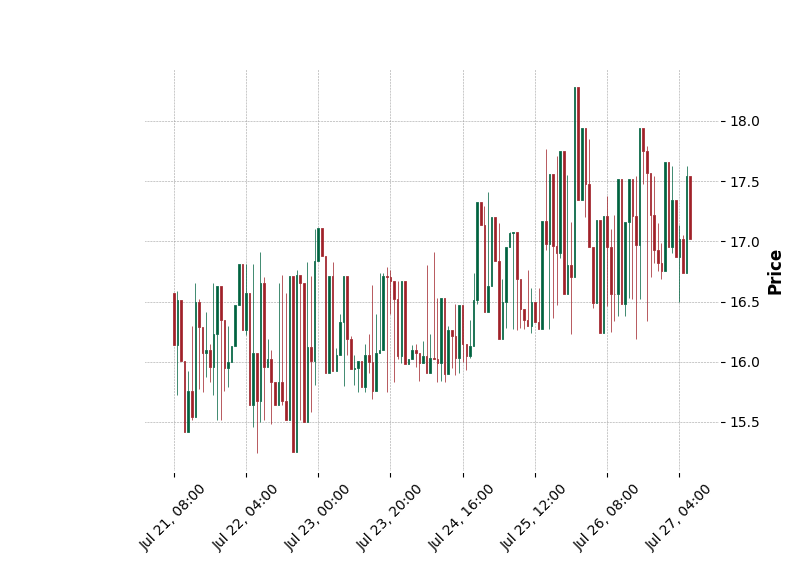 18.0
17.5
17.0
16.5
16.0
15.5
Price
Jul 21, 08:00
Jul 22, 04:00
Jul 23, 00:00
Jul 23, 20:00
Jul 24, 16:00
Jul 25, 12:00
Jul 26, 08:00
Jul 27, 04:00